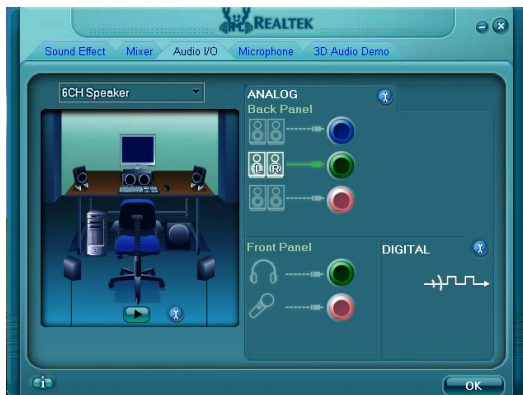 REALTEK
Sound Effect Mixer Audio I/O Microphone 3D Audio Demo
6CH Speaker
ANALOG
Back Panel
L R
Front Panel
DIGITAL
i
OK